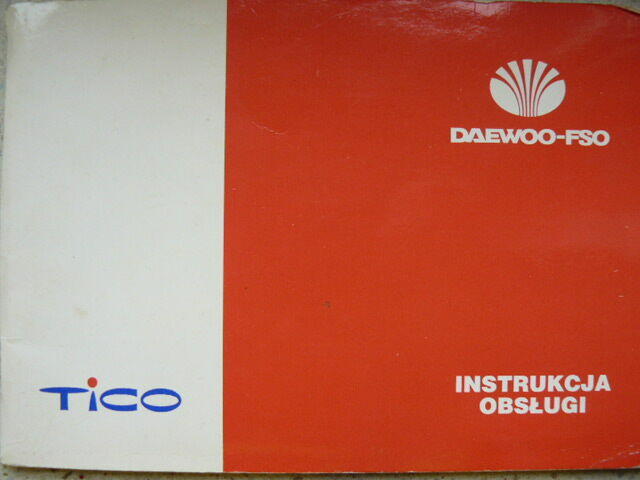 DAEWOO-FSO
TiCO
INSTRUKCJA
OBSŁUGI